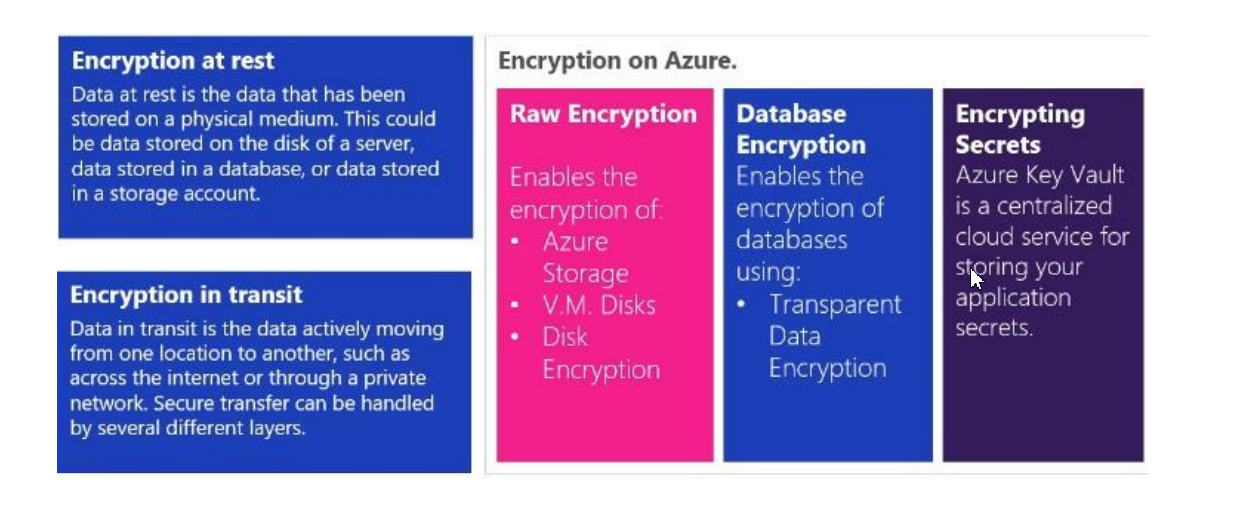 Encryption at rest
Data at rest is the data that has been
stored on a physical medium. This could
be data stored on the disk of a server,
data stored in a database, or data stored
in a storage account.
Encryption in transit
Data in transit is the data actively moving
from one location to another, such as
across the internet or through a private
network. Secure transfer can be handled
by several different layers.
Encryption on Azure.
Raw Encryption
Enables the
encryption of:
• Azure
Storage
• V.M. Disks
• Disk
Encryption
Database
Encryption
Enables the
encryption of
databases
using:
• Transparent
Data
Encryption
Encrypting
Secrets
Azure Key Vault
is a centralized
cloud service for
storing your
application
secrets.